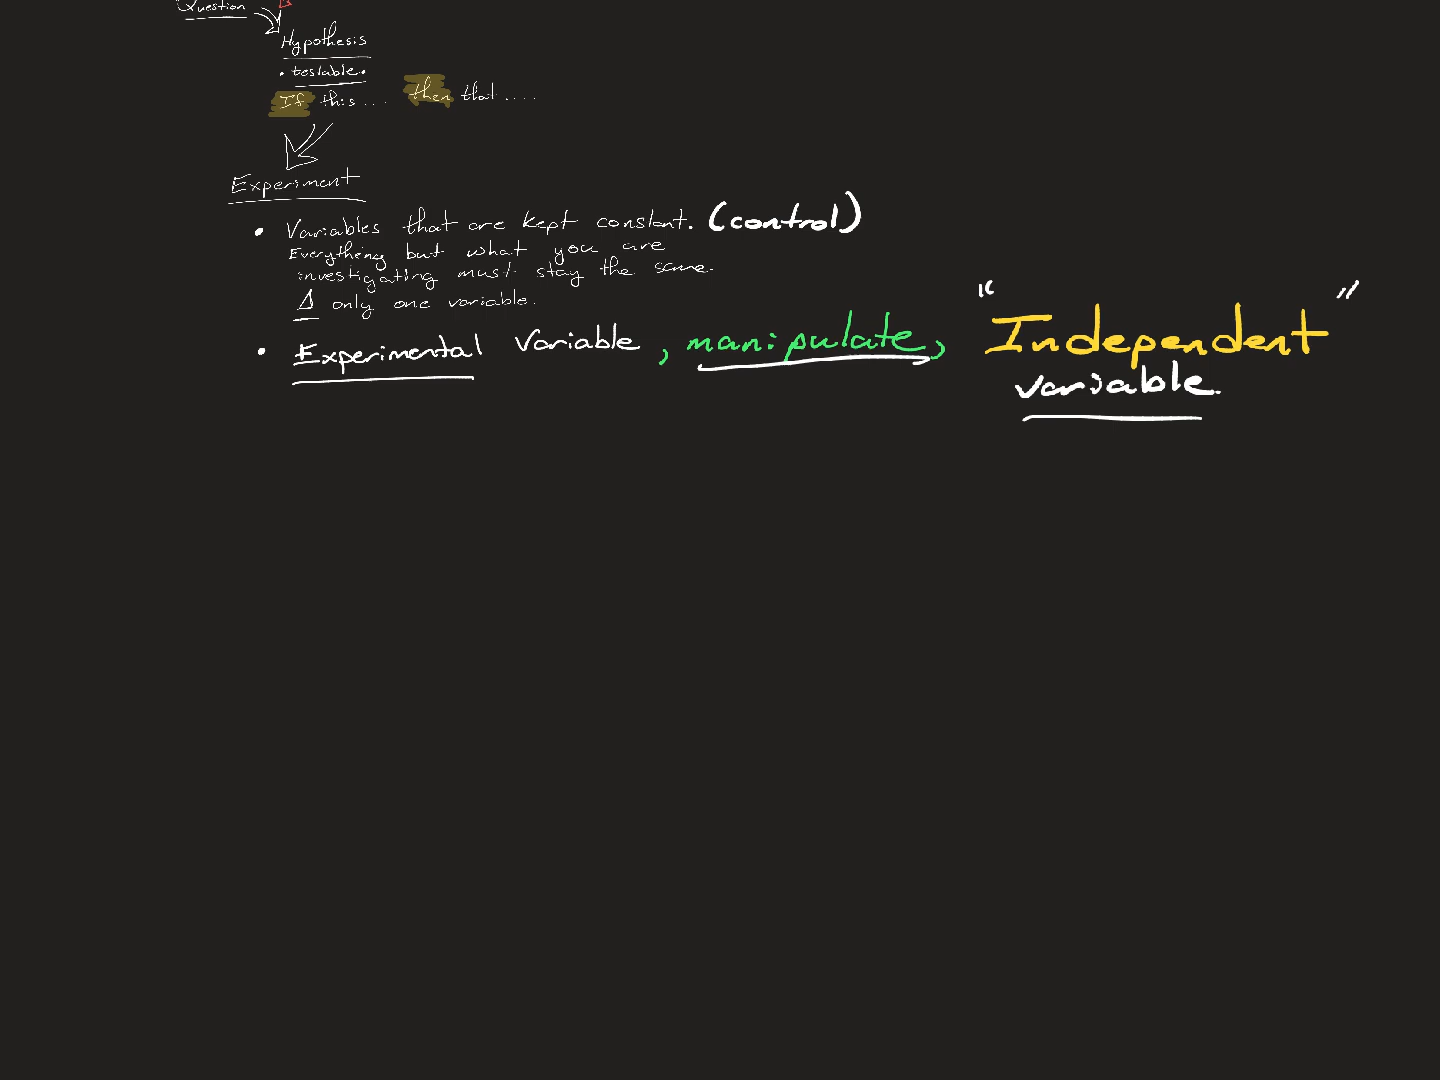 Question
Hypothesis
• testable.
If this... then that....
Experiment
• Variables that are kept constant. (control)
Everything but what you are
investigating must stay the same.
Δ only one variable.
• Experimental Variable, manipulate, "Independent"
variable.